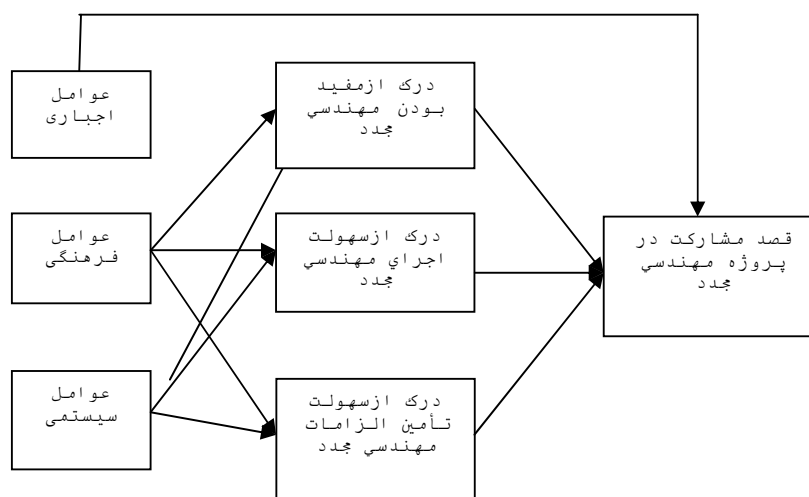 عوامل
اجباری
درک ازمفید
بودن مهندسي
مجدد
عوامل
فرهنگی
درک ازسهولت
اجراي مهندسي
مجدد
قصد مشارکت در
پروژه مهندسي
مجدد
عوامل
سیستمی
درک ازسهولت
تأمین الزامات
مهندسي مجدد